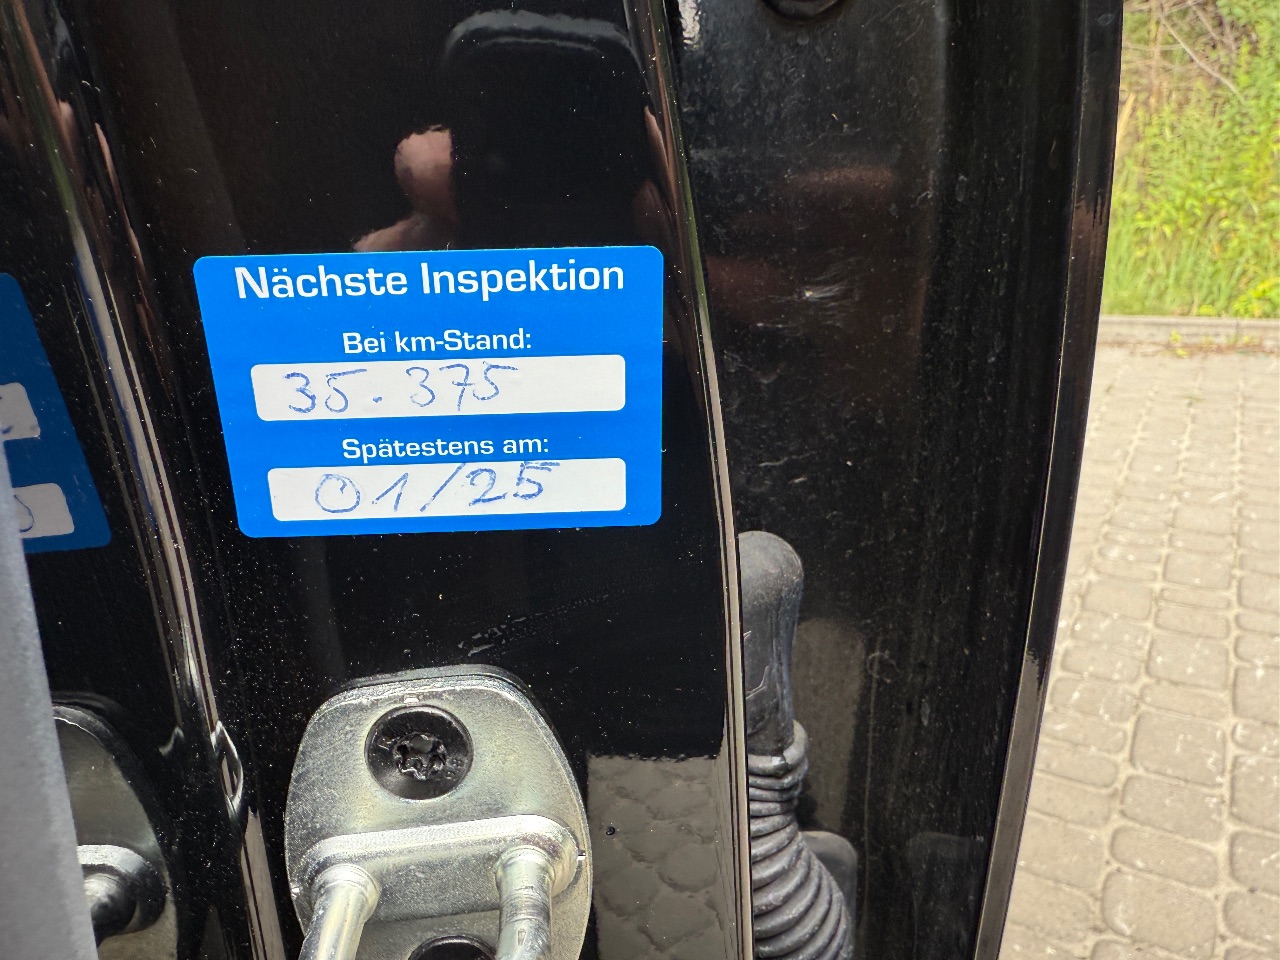 Nächste Inspektion
Bei km-Stand:
35.375
Spätestens am:
01/25